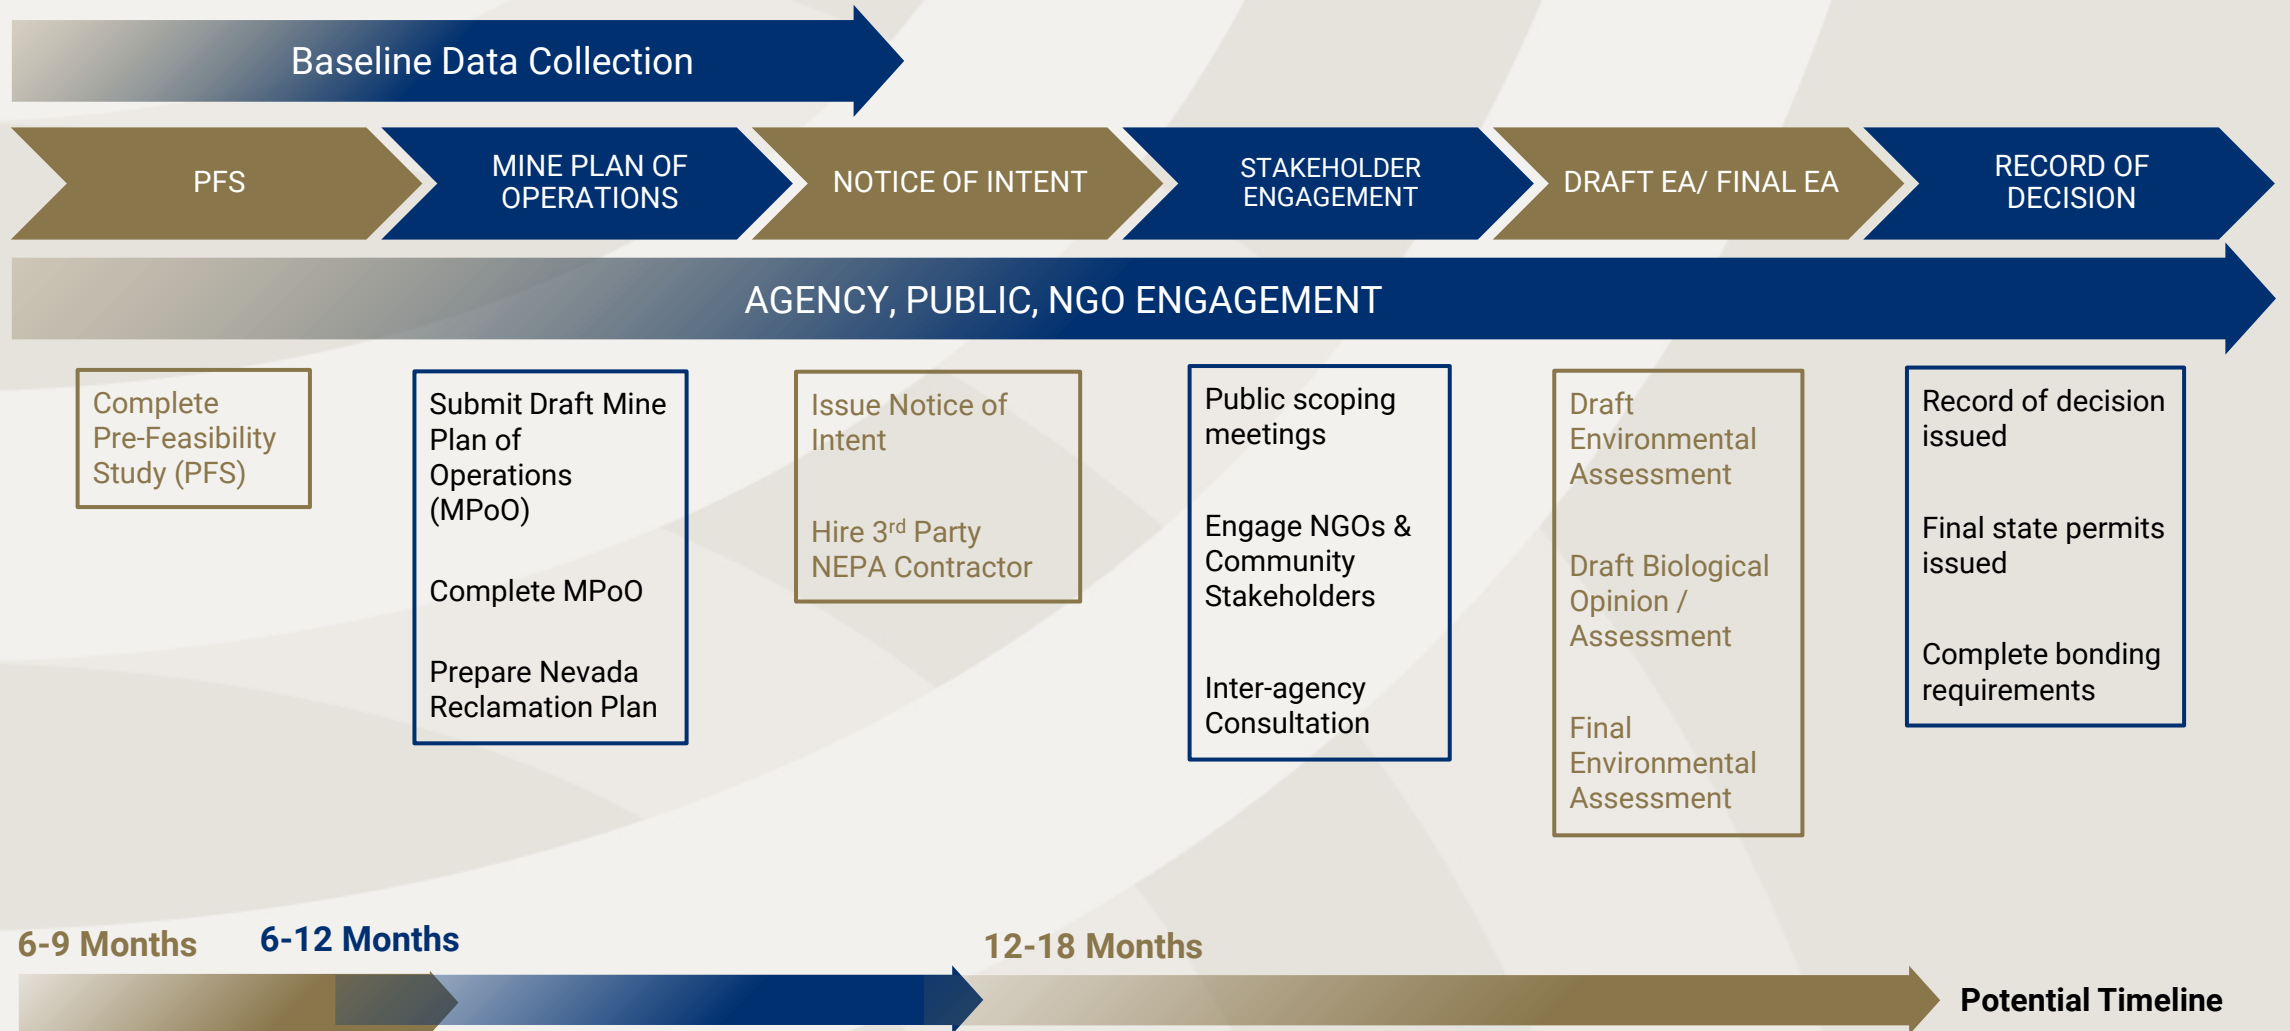 Baseline Data Collection
PFS
MINE PLAN OF
OPERATIONS
NOTICE OF INTENT
STAKEHOLDER
ENGAGEMENT
DRAFT EA/ FINAL EA
RECORD OF
DECISION
AGENCY, PUBLIC, NGO ENGAGEMENT
Complete
Pre-Feasibility
Study (PFS)
Submit Draft Mine
Plan of
Operations
(MPoO)
Complete MPoO
Prepare Nevada
Reclamation Plan
Issue Notice of
Intent
Hire 3rd Party
NEPA Contractor
Public scoping
meetings
Engage NGOs &
Community
Stakeholders
Inter-agency
Consultation
Draft
Environmental
Assessment
Draft Biological
Opinion /
Assessment
Final
Environmental
Assessment
Record of decision
issued
Final state permits
issued
Complete bonding
requirements
6-9 Months
6-12 Months
12-18 Months
Potential Timeline